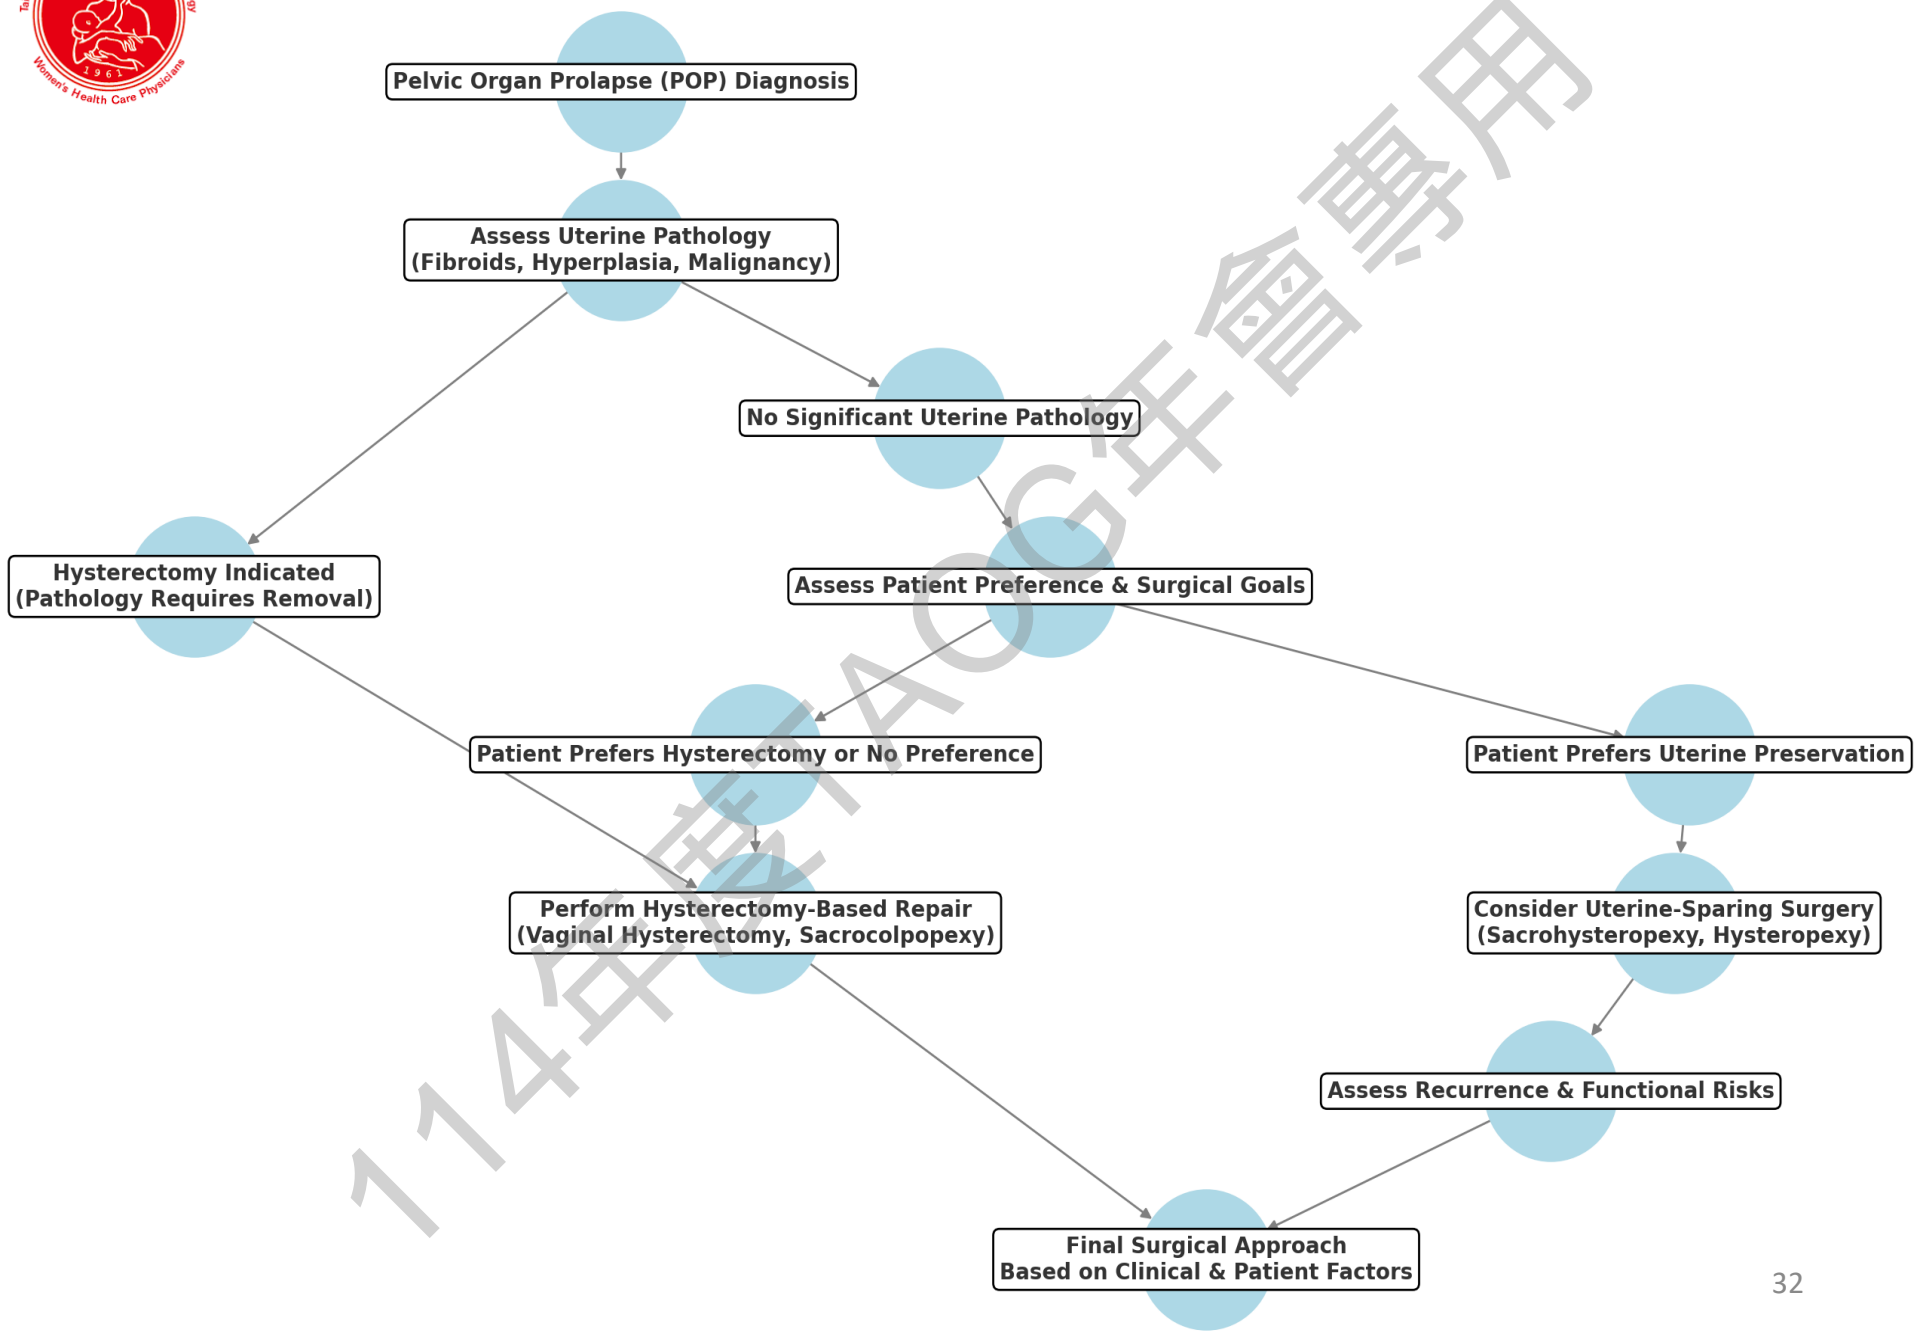 1961
Women's Health Care Physicians
Pelvic Organ Prolapse (POP) Diagnosis
Assess Uterine Pathology
(Fibroids, Hyperplasia, Malignancy)
No Significant Uterine Pathology
Hysterectomy Indicated
(Pathology Requires Removal)
Assess Patient Preference & Surgical Goals
Patient Prefers Hysterectomy or No Preference
Patient Prefers Uterine Preservation
Perform Hysterectomy-Based Repair
(Vaginal Hysterectomy, Sacrocolpopexy)
Consider Uterine-Sparing Surgery
(Sacrohysteropexy, Hysteropexy)
Assess Recurrence & Functional Risks
Final Surgical Approach
Based on Clinical & Patient Factors
114年度TAOG年會專用
32